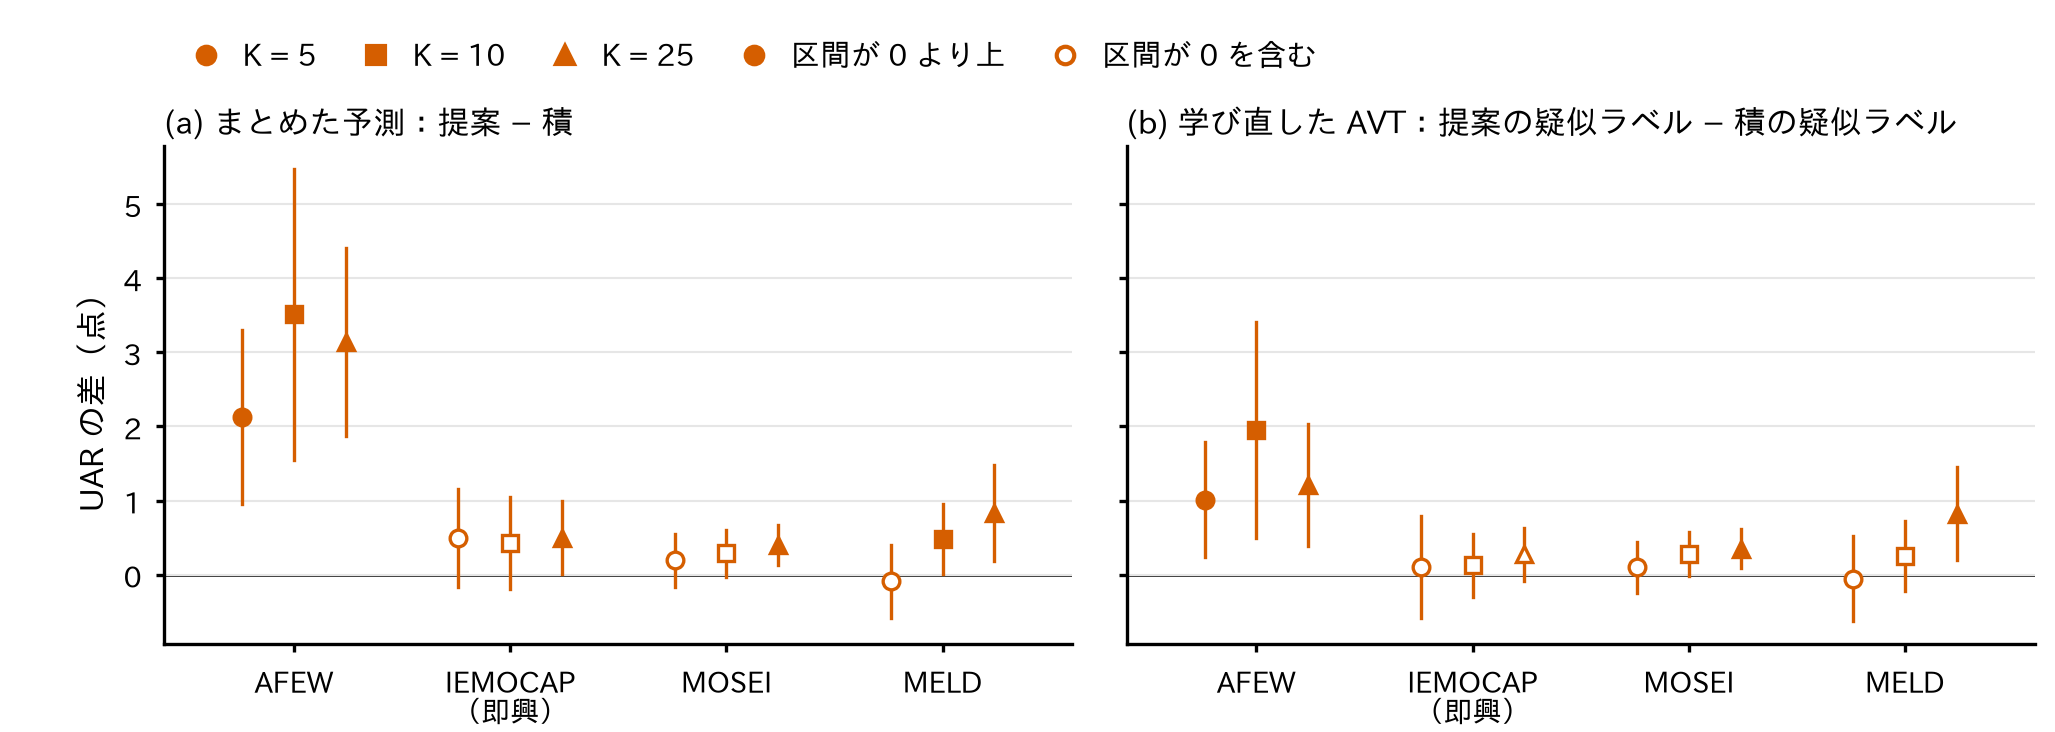 K = 5 K = 10 K = 25 区間が 0 より上 区間が 0 を含む
(a) まとめた予測：提案 − 積
UAR の差（点）
5
4
3
2
1
0
AFEW IEMOCAP MOSEI MELD
（即興）
(b) 学び直した AVT：提案の疑似ラベル − 積の疑似ラベル
AFEW IEMOCAP MOSEI MELD
（即興）